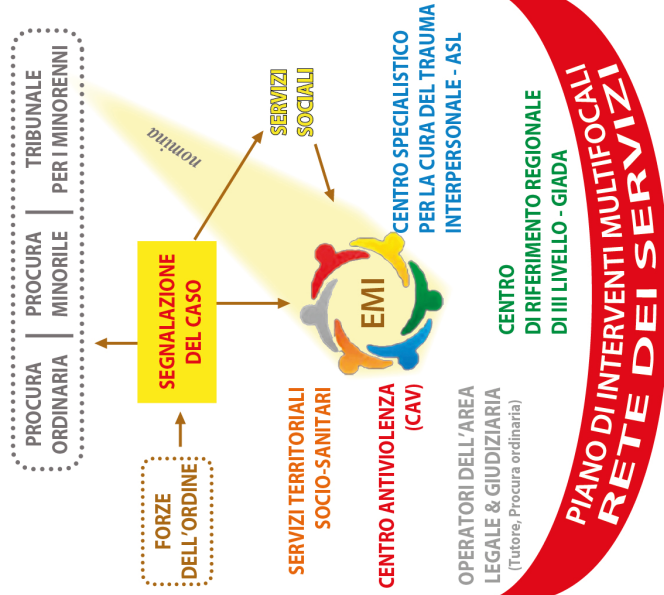 PROCURA
ORDINARIA
PROCURA
MINORILE
TRIBUNALE
PER I MINORENNI
nomina
FORZE
DELL'ORDINE
SEGNALAZIONE
DEL CASO
SERVIZI
SOCIALI
EMI
SERVIZI TERRITORIALI
SOCIO-SANITARI
CENTRO ANTIVIOLENZA
(CAV)
OPERATORI DELL'AREA
LEGALE & GIUDIZIARIA
(Tutore, Procura ordinaria)
CENTRO SPECIALISTICO
PER LA CURA DEL TRAUMA
INTERPERSONALE - ASL
CENTRO
DI RIFERIMENTO REGIONALE
DI III LIVELLO - GIADA
PIANO DI INTERVENTI MULTIFOCALI
RETE DEI SERVIZI